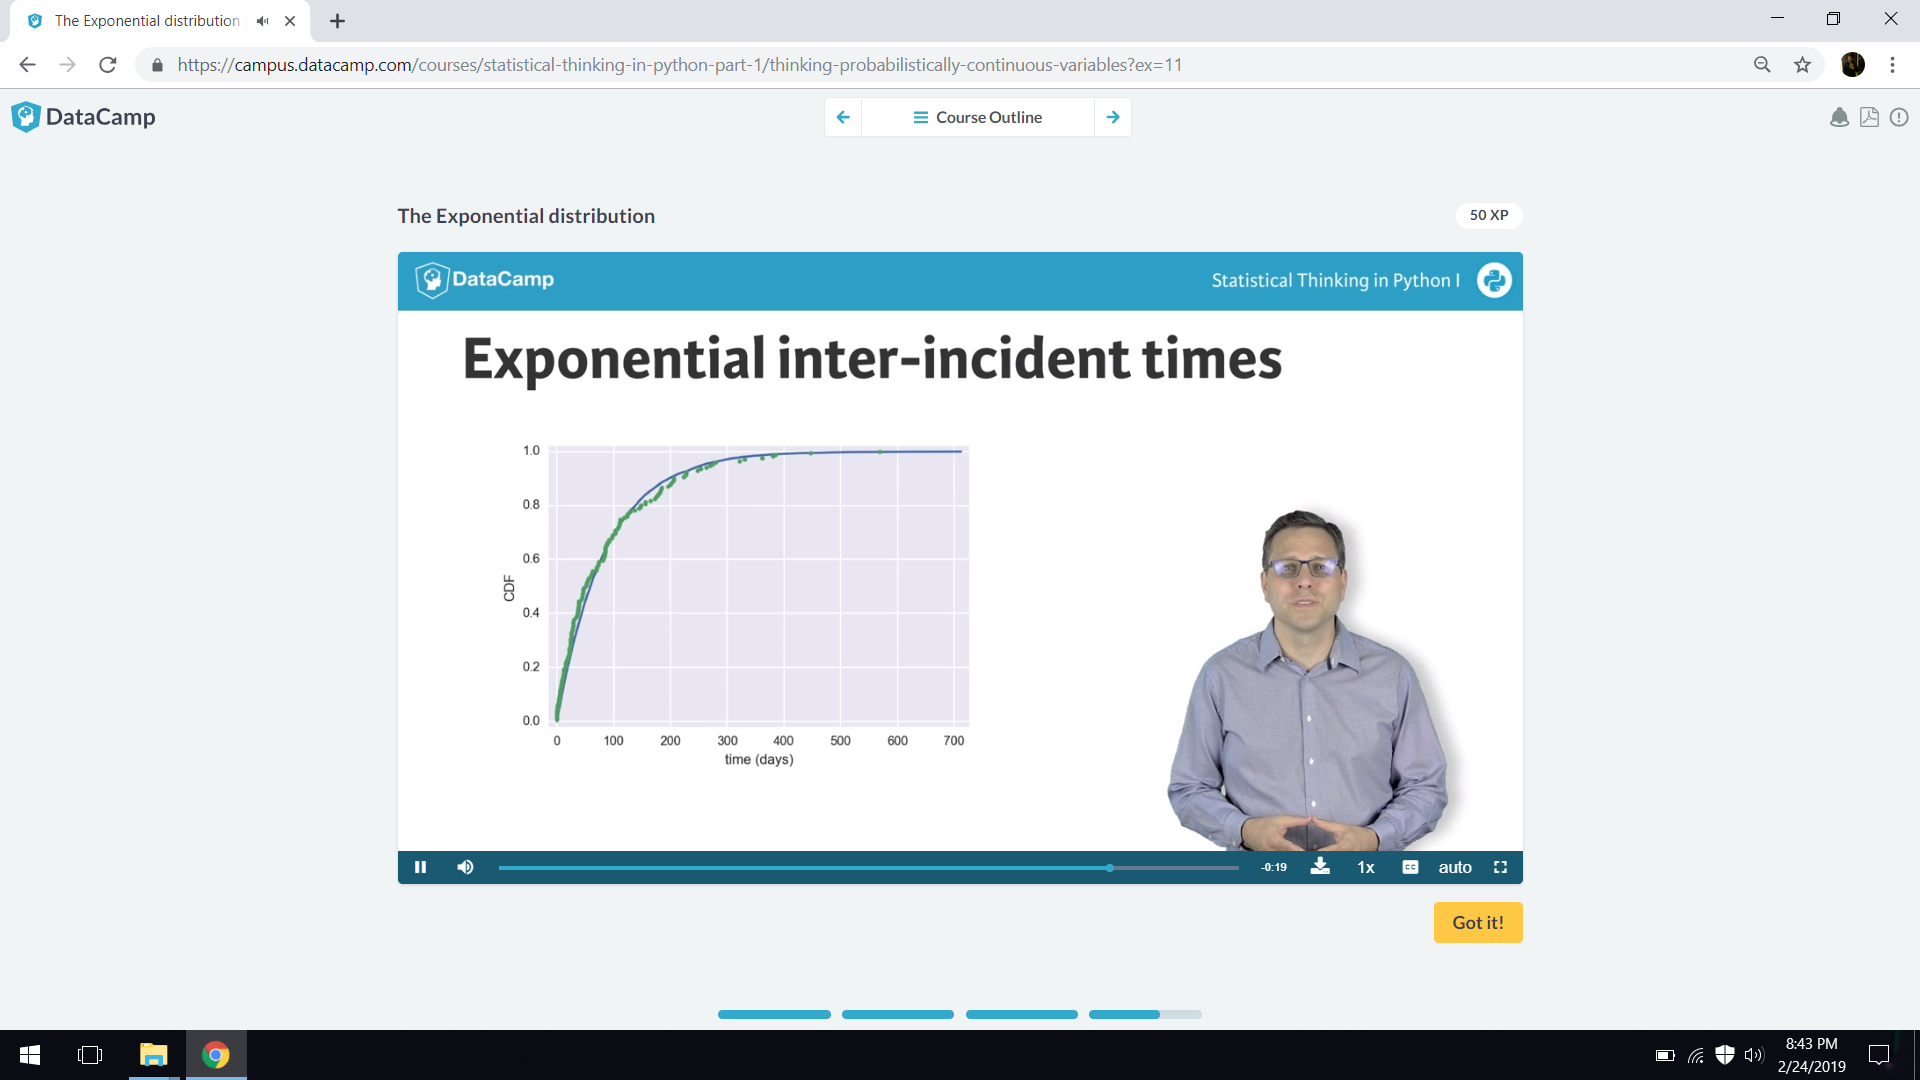 The Exponential distribution
https://campus.datacamp.com/courses/statistical-thinking-in-python-part-1/thinking-probabilistically-continuous-variables?ex=11
DataCamp
Course Outline
The Exponential distribution
50 XP
DataCamp
Statistical Thinking in Python I
Exponential inter-incident times
1.0
0.8
0.6
0.4
0.2
0.0
CDF
0 100 200 300 400 500 600 700
time (days)
-0:19
1x
CC
auto
Got it!
8:43 PM
2/24/2019